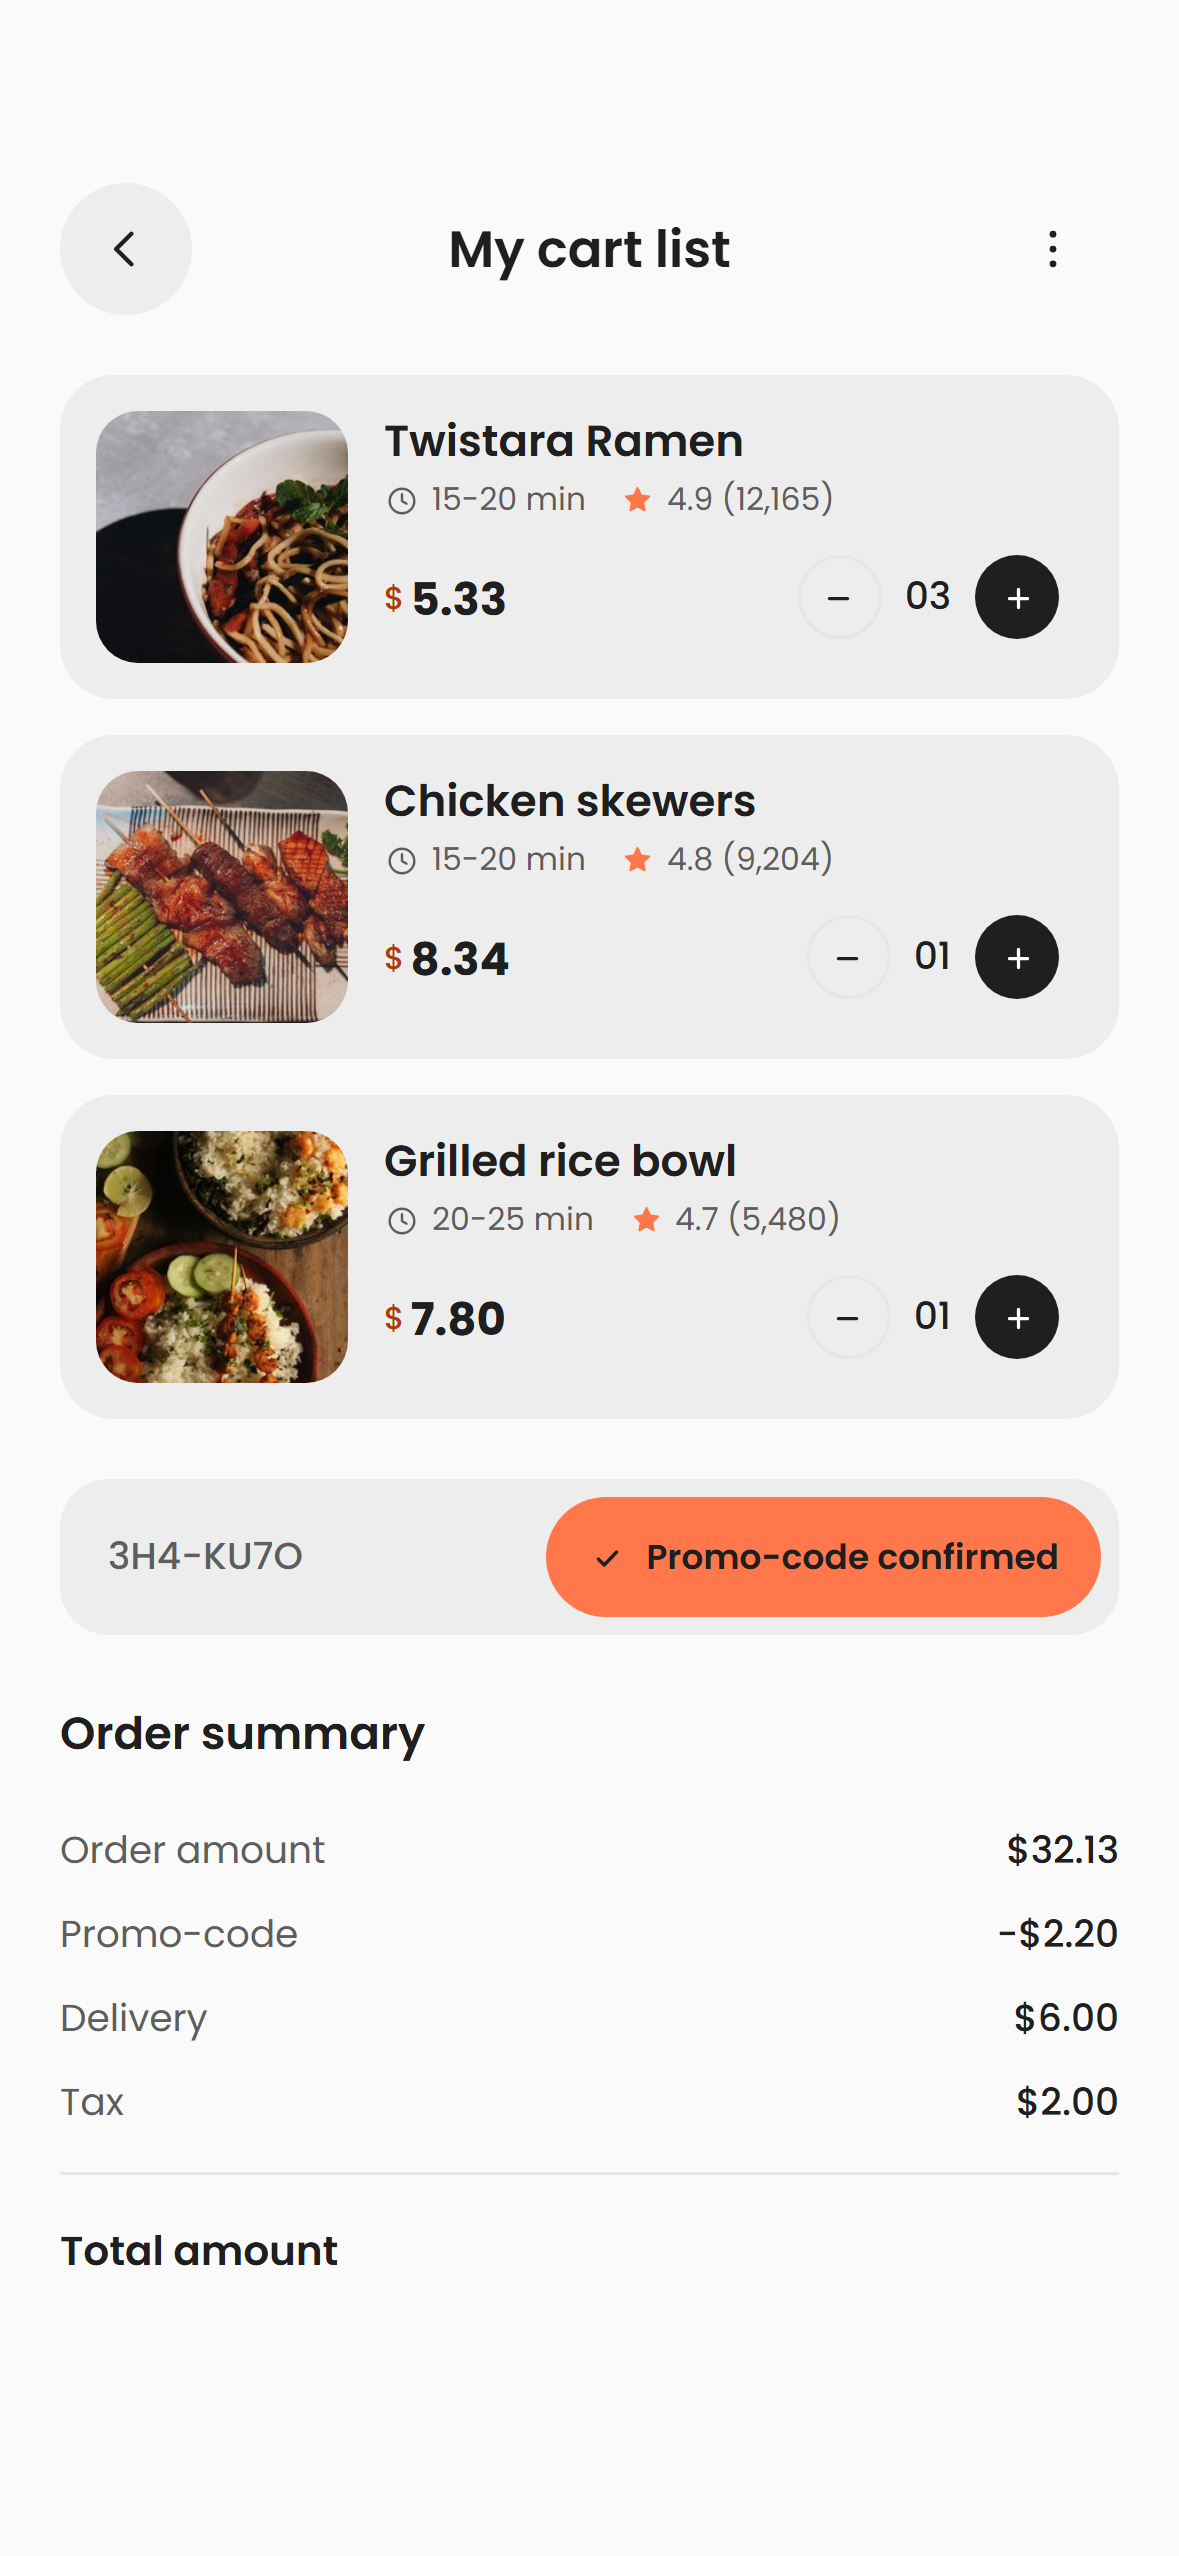 My cart list
Twistara Ramen
15-20 min 4.9 (12,165)
$ 5.33 − 03 +
Chicken skewers
15-20 min 4.8 (9,204)
$ 8.34 − 01 +
Grilled rice bowl
20-25 min 4.7 (5,480)
$ 7.80 − 01 +
3H4-KU7O Promo-code confirmed
Order summary
Order amount $32.13
Promo-code -$2.20
Delivery $6.00
Tax $2.00
Total amount